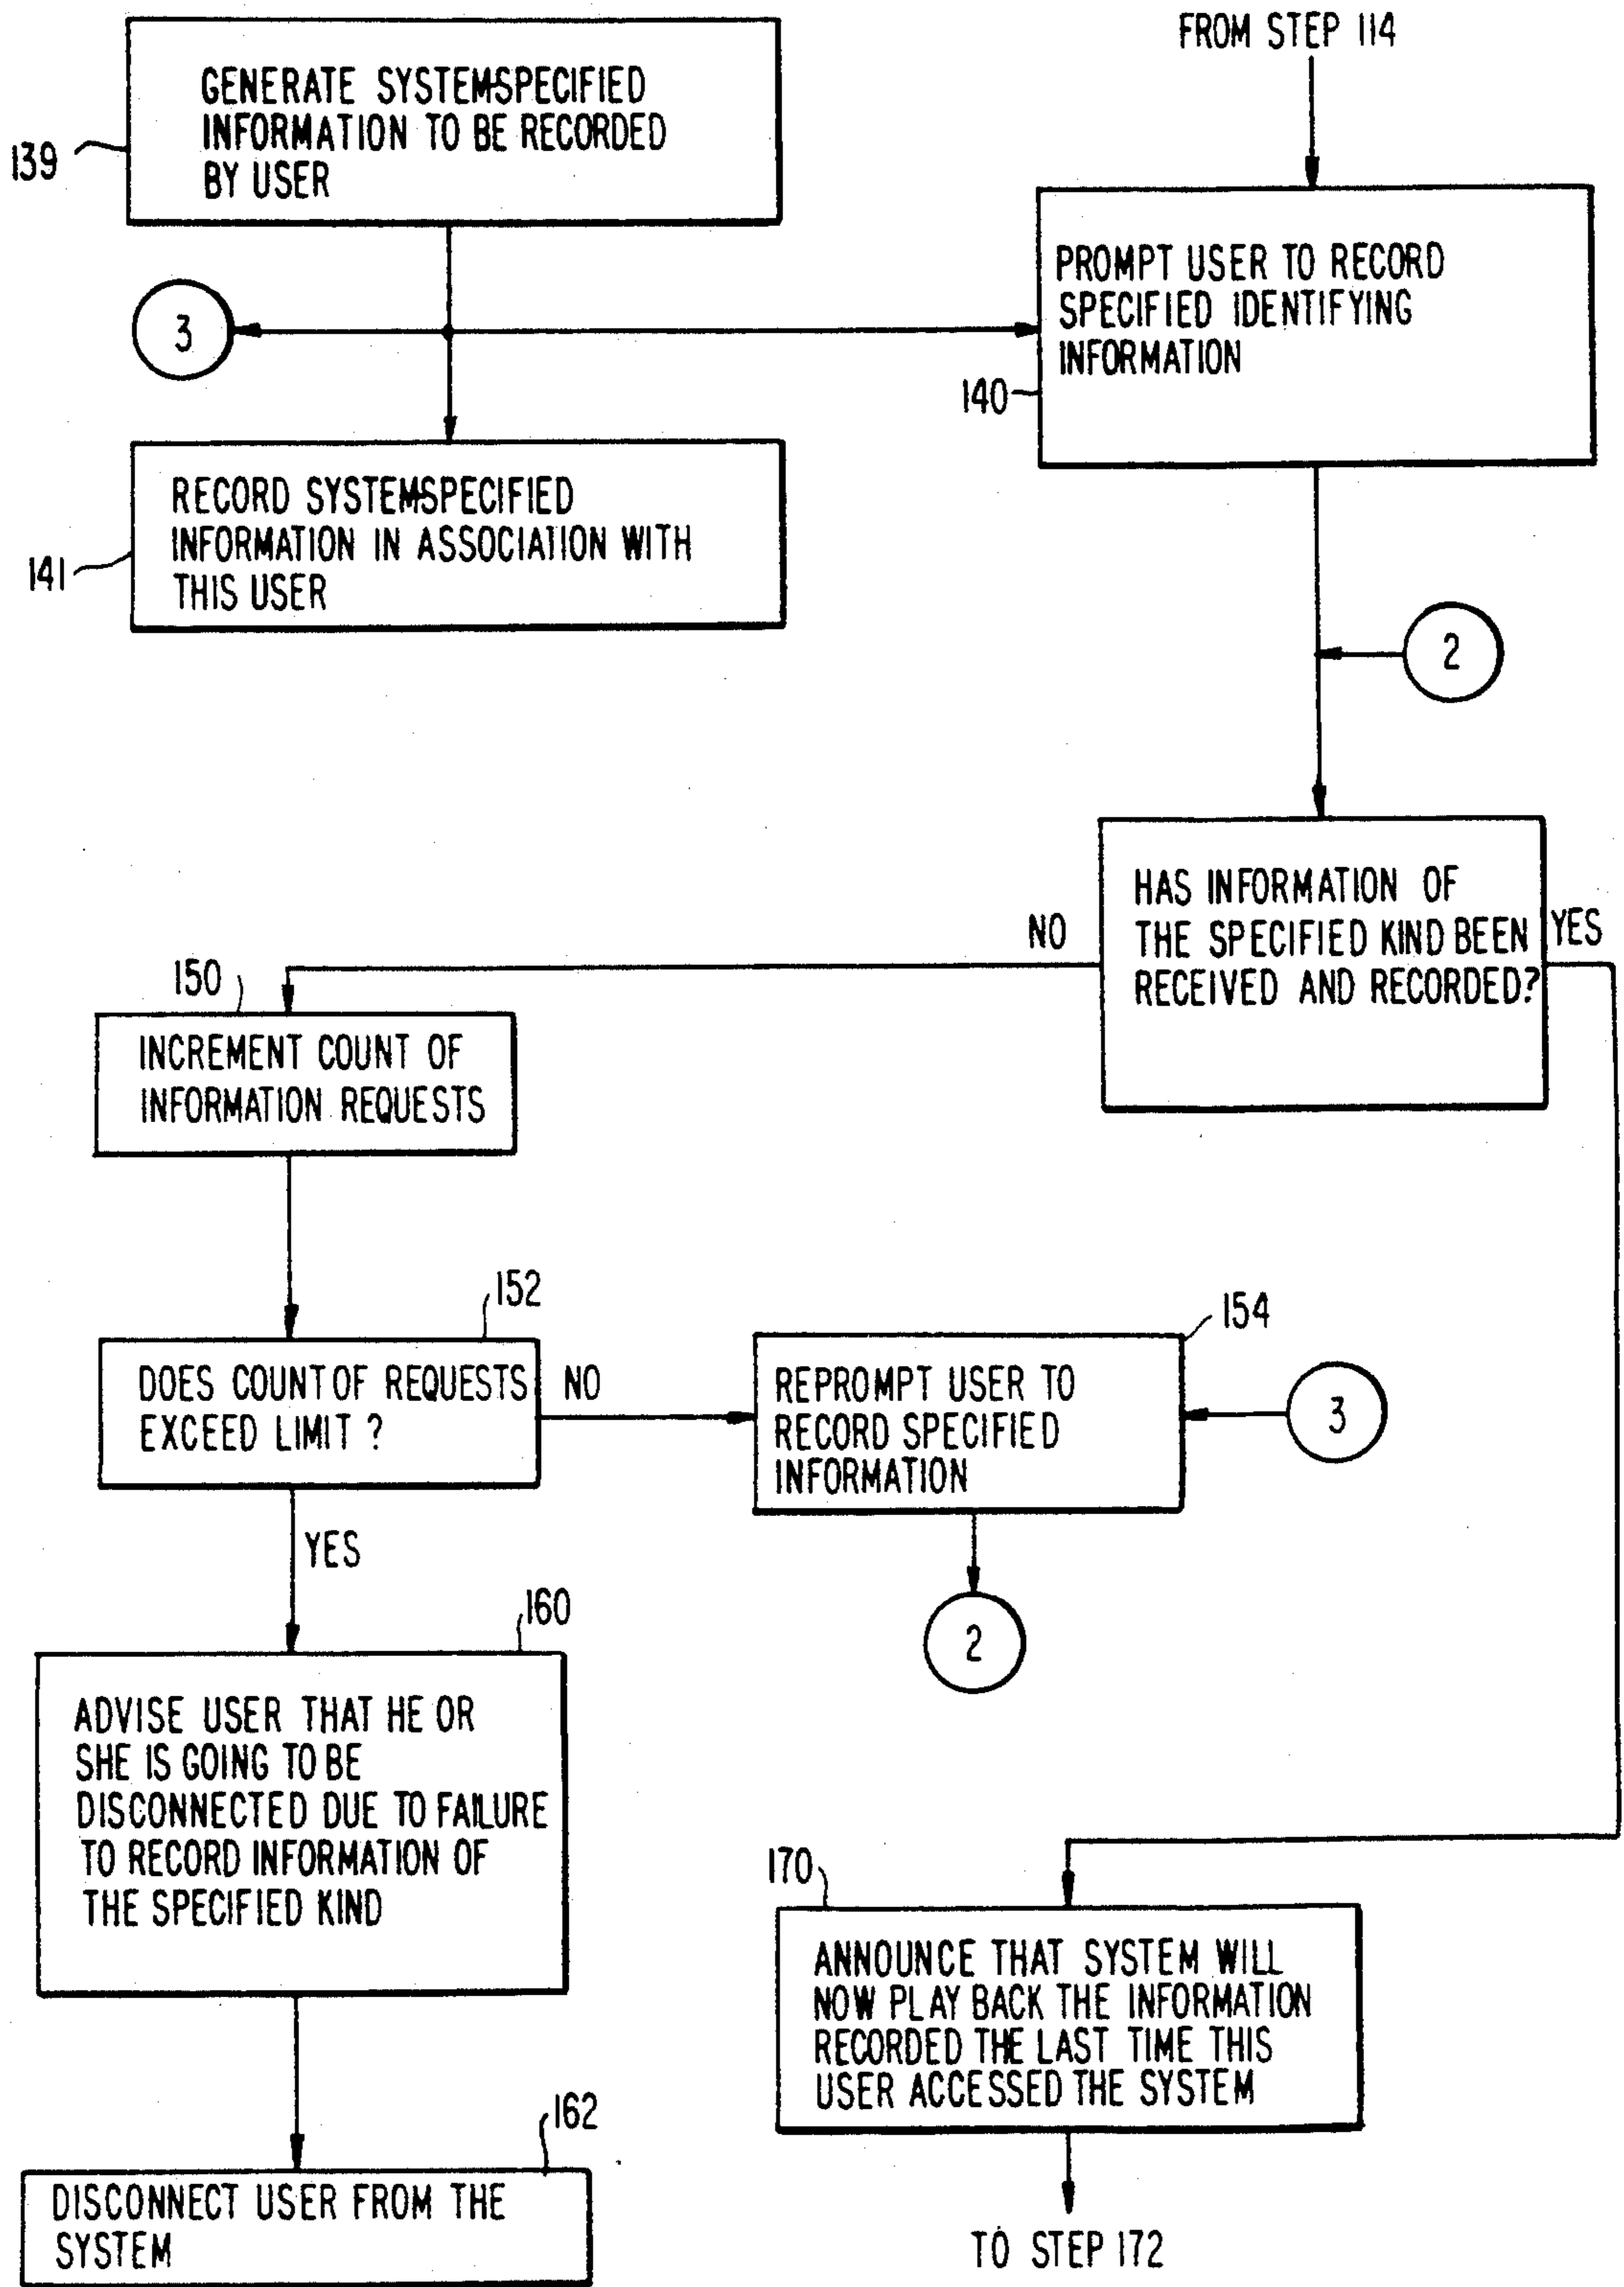 FROM STEP 114
GENERATE SYSTEM-SPECIFIED
INFORMATION TO BE RECORDED
BY USER
139
PROMPT USER TO RECORD
SPECIFIED IDENTIFYING
INFORMATION
140
3
RECORD SYSTEM-SPECIFIED
INFORMATION IN ASSOCIATION WITH
THIS USER
141
2
HAS INFORMATION OF
THE SPECIFIED KIND BEEN
RECEIVED AND RECORDED?
NO
YES
150
INCREMENT COUNT OF
INFORMATION REQUESTS
152
DOES COUNT OF REQUESTS
EXCEED LIMIT?
NO
YES
154
REPROMPT USER TO
RECORD SPECIFIED
INFORMATION
3
2
160
ADVISE USER THAT HE OR
SHE IS GOING TO BE
DISCONNECTED DUE TO FAILURE
TO RECORD INFORMATION OF
THE SPECIFIED KIND
170
ANNOUNCE THAT SYSTEM WILL
NOW PLAY BACK THE INFORMATION
RECORDED THE LAST TIME THIS
USER ACCESSED THE SYSTEM
162
DISCONNECT USER FROM THE
SYSTEM
TO STEP 172